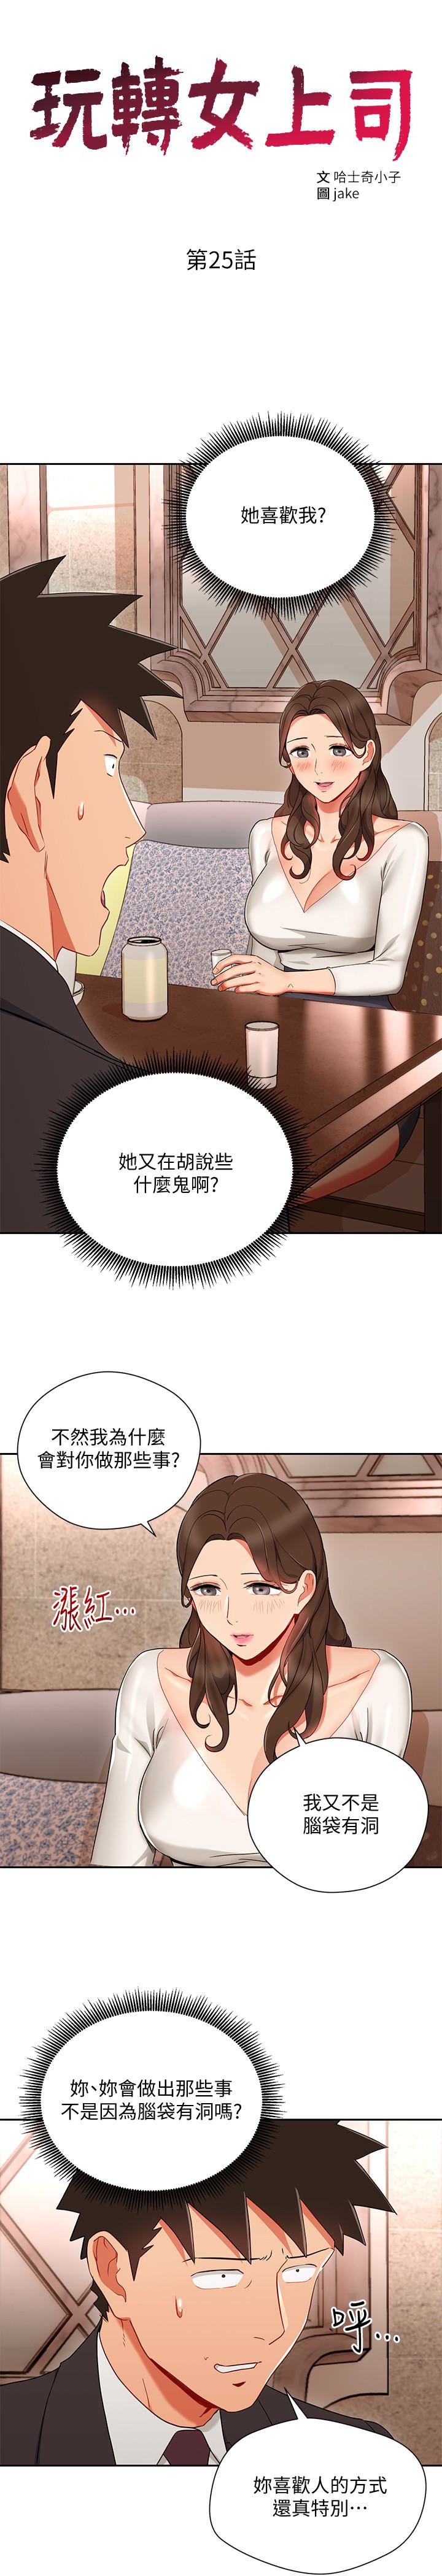 玩轉女上司
文 哈士奇小子
圖 jake
第25話
她喜歡我?
她又在胡說些
什麼鬼啊?
不然我為什麼
會對你做那些事?
漲紅…
我又不是
腦袋有洞
妳、妳會做出那些事
不是因為腦袋有洞嗎?
呼…
妳喜歡人的方式
還真特別…